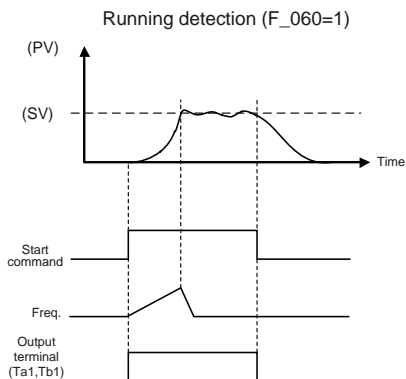 Running detection (F_060=1)
(PV)
(SV)
Time
Start
command
Freq.
Output
terminal
(Ta1,Tb1)